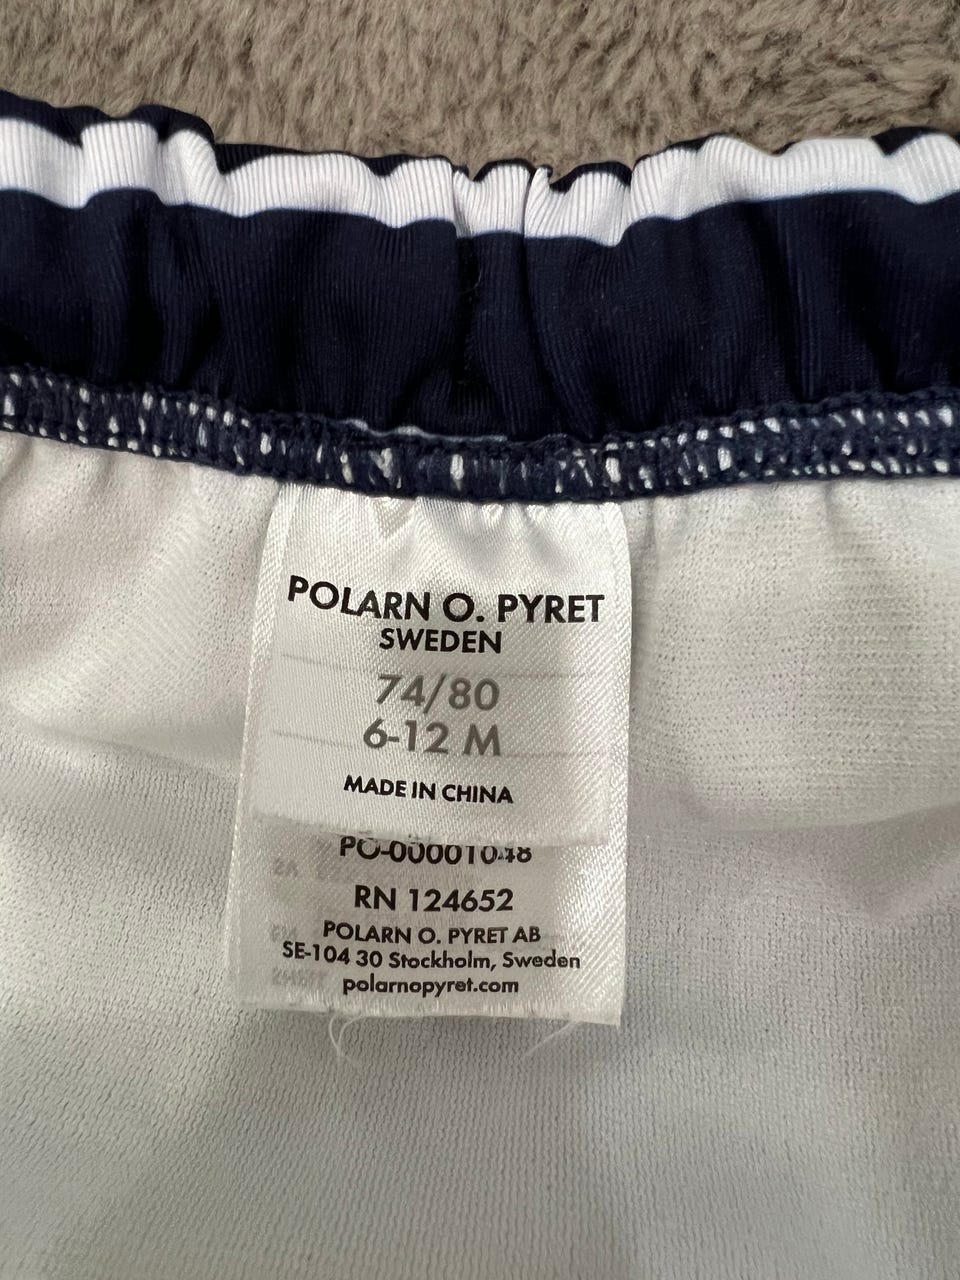 POLARN O. PYRET
SWEDEN
74/80
6-12 M
MADE IN CHINA
PO-00001048
RN 124652
POLARN O. PYRET AB
SE-104 30 Stockholm, Sweden
polarnopyret.com